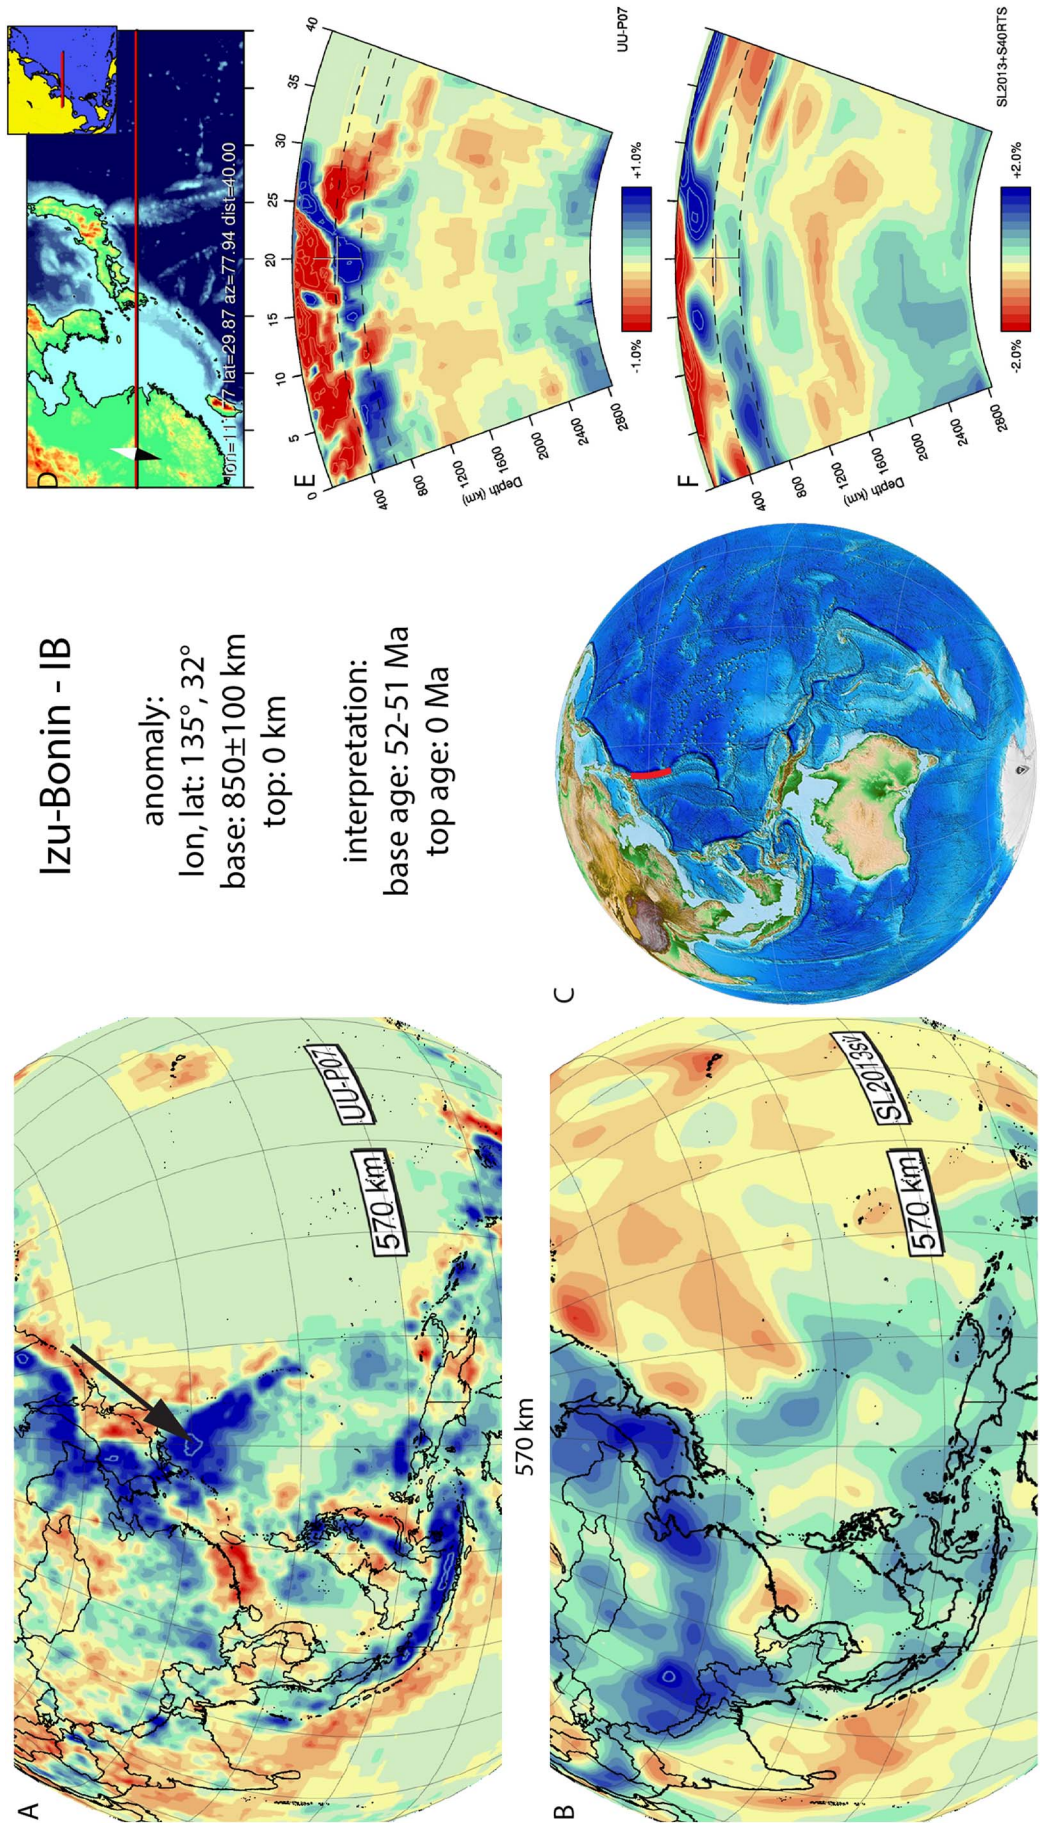 Izu-Bonin - IB
anomaly:
lon, lat: 135°, 32°
base: 850±100 km
top: 0 km
interpretation:
base age: 52-51 Ma
top age: 0 Ma
A
570 km
UU-P07
570 km
B
570 km
SL2013sv
C
D
lat=29.87 az=77.94 dist=40.00
E
0
5
10
15
20
25
30
35
40
400
800
1200
1600
2000
2400
2800
Depth (km)
-1.0%
+1.0%
UU-P07
F
400
800
1200
1600
2000
2400
2800
Depth (km)
-2.0%
+2.0%
SL2013+S40RTS